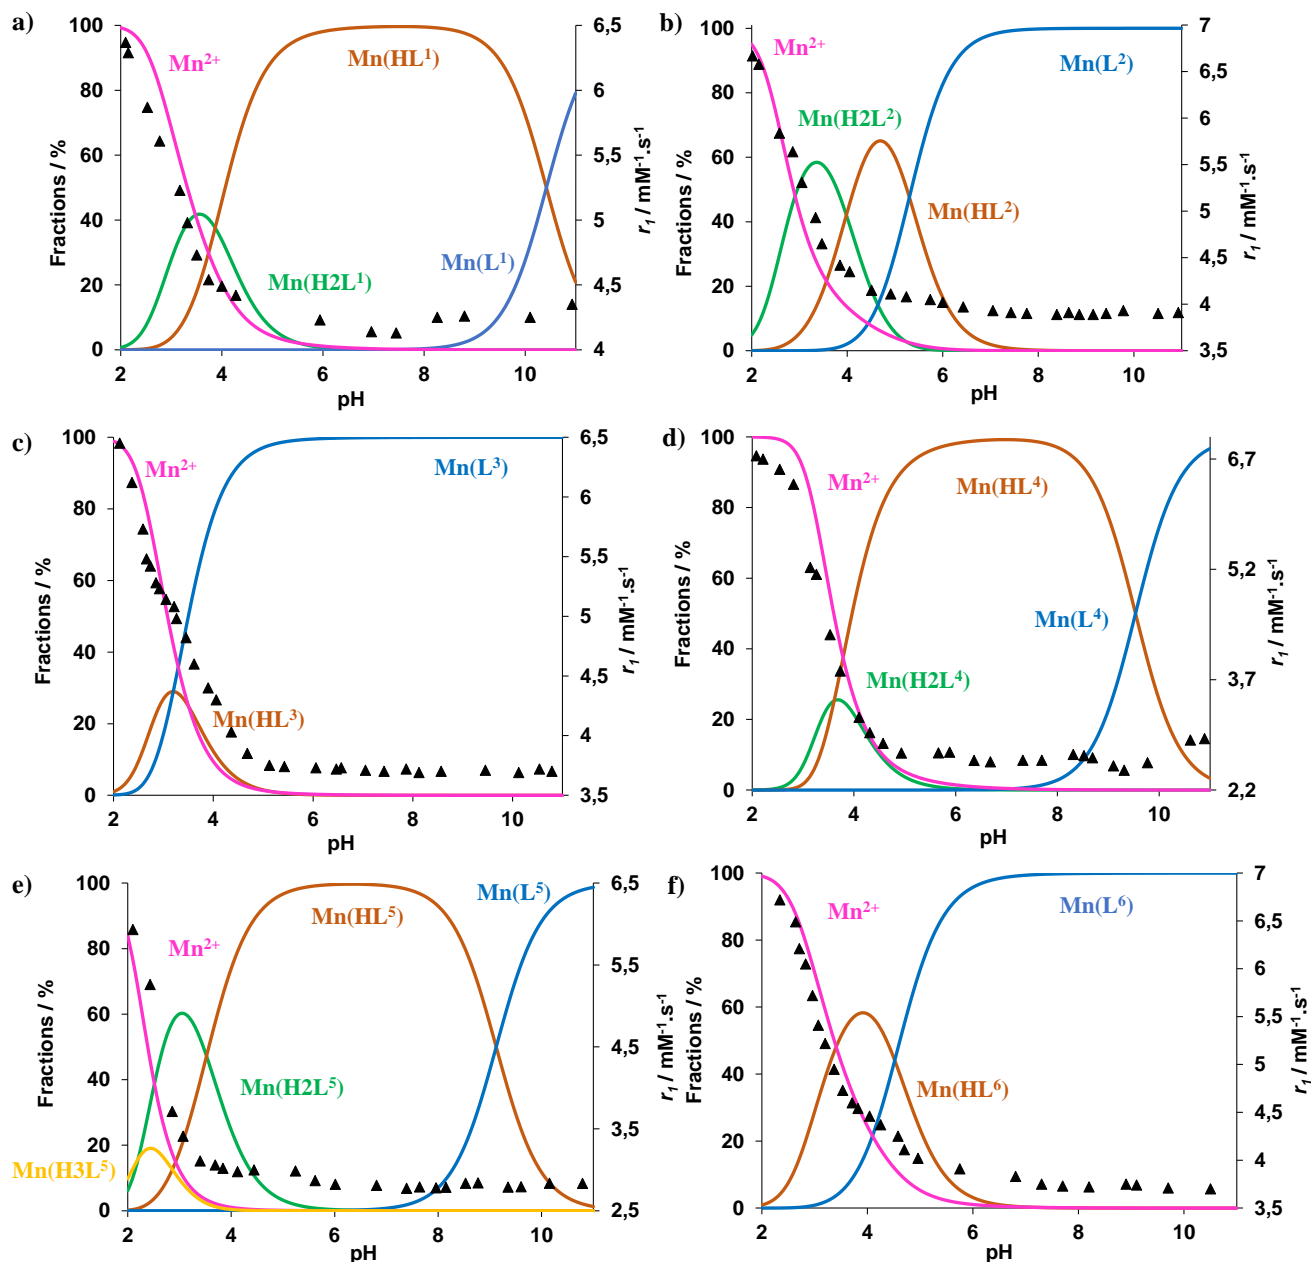 a)
Fractions / %
100
80
60
40
20
0
Mn²⁺
Mn(HL¹)
Mn(H2L¹)
Mn(L¹)
6,5
6
5,5
5
4,5
4
r₁ / mM⁻¹.s⁻¹
2 4 6 8 10
pH
b)
Fractions / %
100
80
60
40
20
0
Mn²⁺
Mn(L²)
Mn(H2L²)
Mn(HL²)
7
6,5
6
5,5
5
4,5
4
3,5
r₁ / mM⁻¹.s⁻¹
2 4 6 8 10
pH
c)
Fractions / %
100
80
60
40
20
0
Mn²⁺
Mn(L³)
Mn(HL³)
6,5
6
5,5
5
4,5
4
3,5
r₁ / mM⁻¹.s⁻¹
2 4 6 8 10
pH
d)
Fractions / %
100
80
60
40
20
0
Mn²⁺
Mn(HL⁴)
Mn(L⁴)
Mn(H2L⁴)
6,7
5,2
3,7
2,2
r₁ / mM⁻¹.s⁻¹
2 4 6 8 10
pH
e)
Fractions / %
100
80
60
40
20
0
Mn(L⁵)
Mn(HL⁵)
Mn²⁺
Mn(H2L⁵)
Mn(H3L⁵)
6,5
5,5
4,5
3,5
2,5
r₁ / mM⁻¹.s⁻¹
2 4 6 8 10
pH
f)
Fractions / %
100
80
60
40
20
0
Mn²⁺
Mn(L⁶)
Mn(HL⁶)
7
6,5
6
5,5
5
4,5
4
3,5
r₁ / mM⁻¹.s⁻¹
2 4 6 8 10
pH